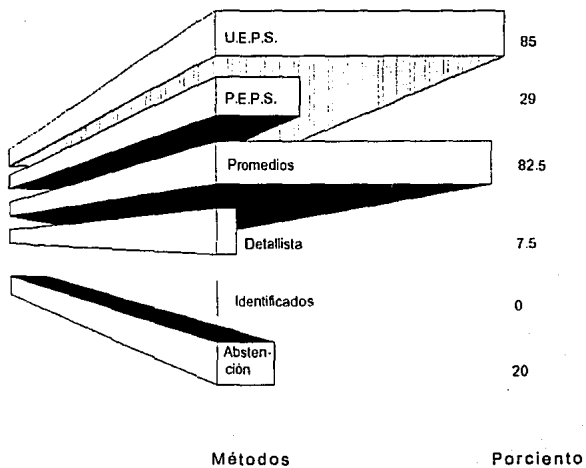 U.E.P.S. 85
P.E.P.S. 29
Promedios 82.5
Detallista 7.5
Identificados 0
Absten-
ción 20
Métodos Porciento